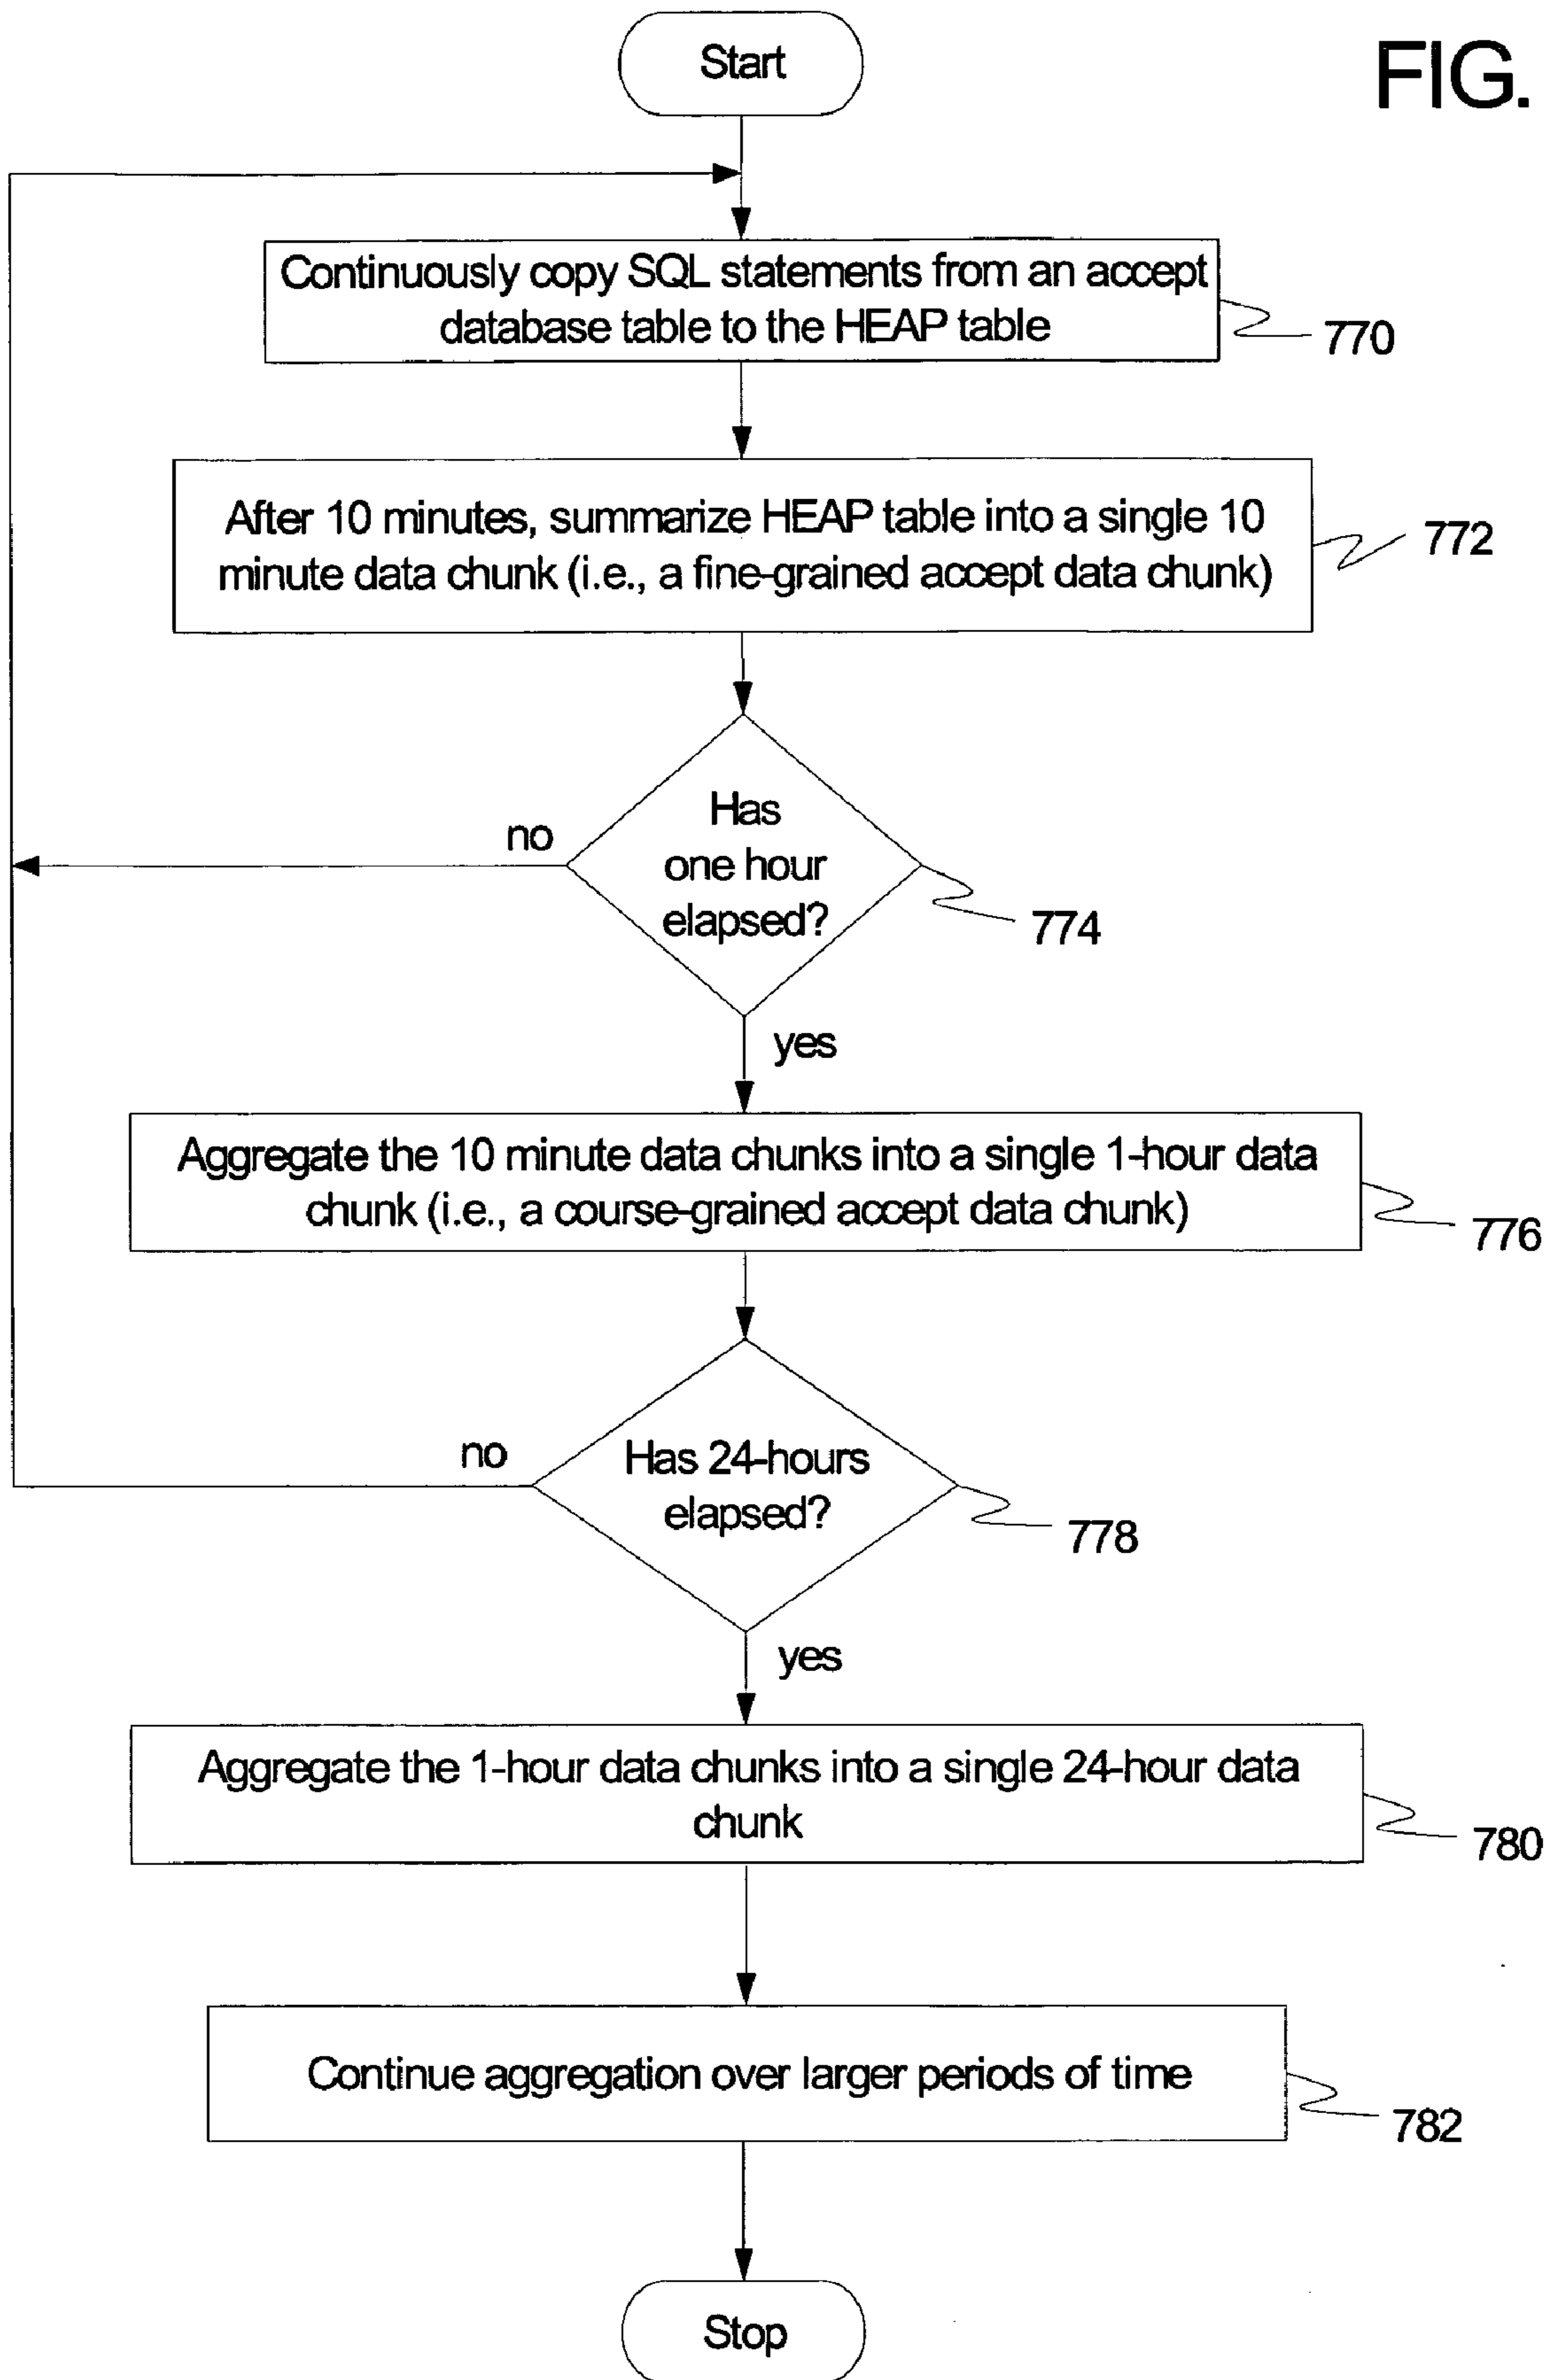 Start
FIG.
Continuously copy SQL statements from an accept
database table to the HEAP table
770
After 10 minutes, summarize HEAP table into a single 10
minute data chunk (i.e., a fine-grained accept data chunk)
772
Has
one hour
elapsed?
no
774
yes
Aggregate the 10 minute data chunks into a single 1-hour data
chunk (i.e., a course-grained accept data chunk)
776
Has 24-hours
elapsed?
no
778
yes
Aggregate the 1-hour data chunks into a single 24-hour data
chunk
780
Continue aggregation over larger periods of time
782
Stop